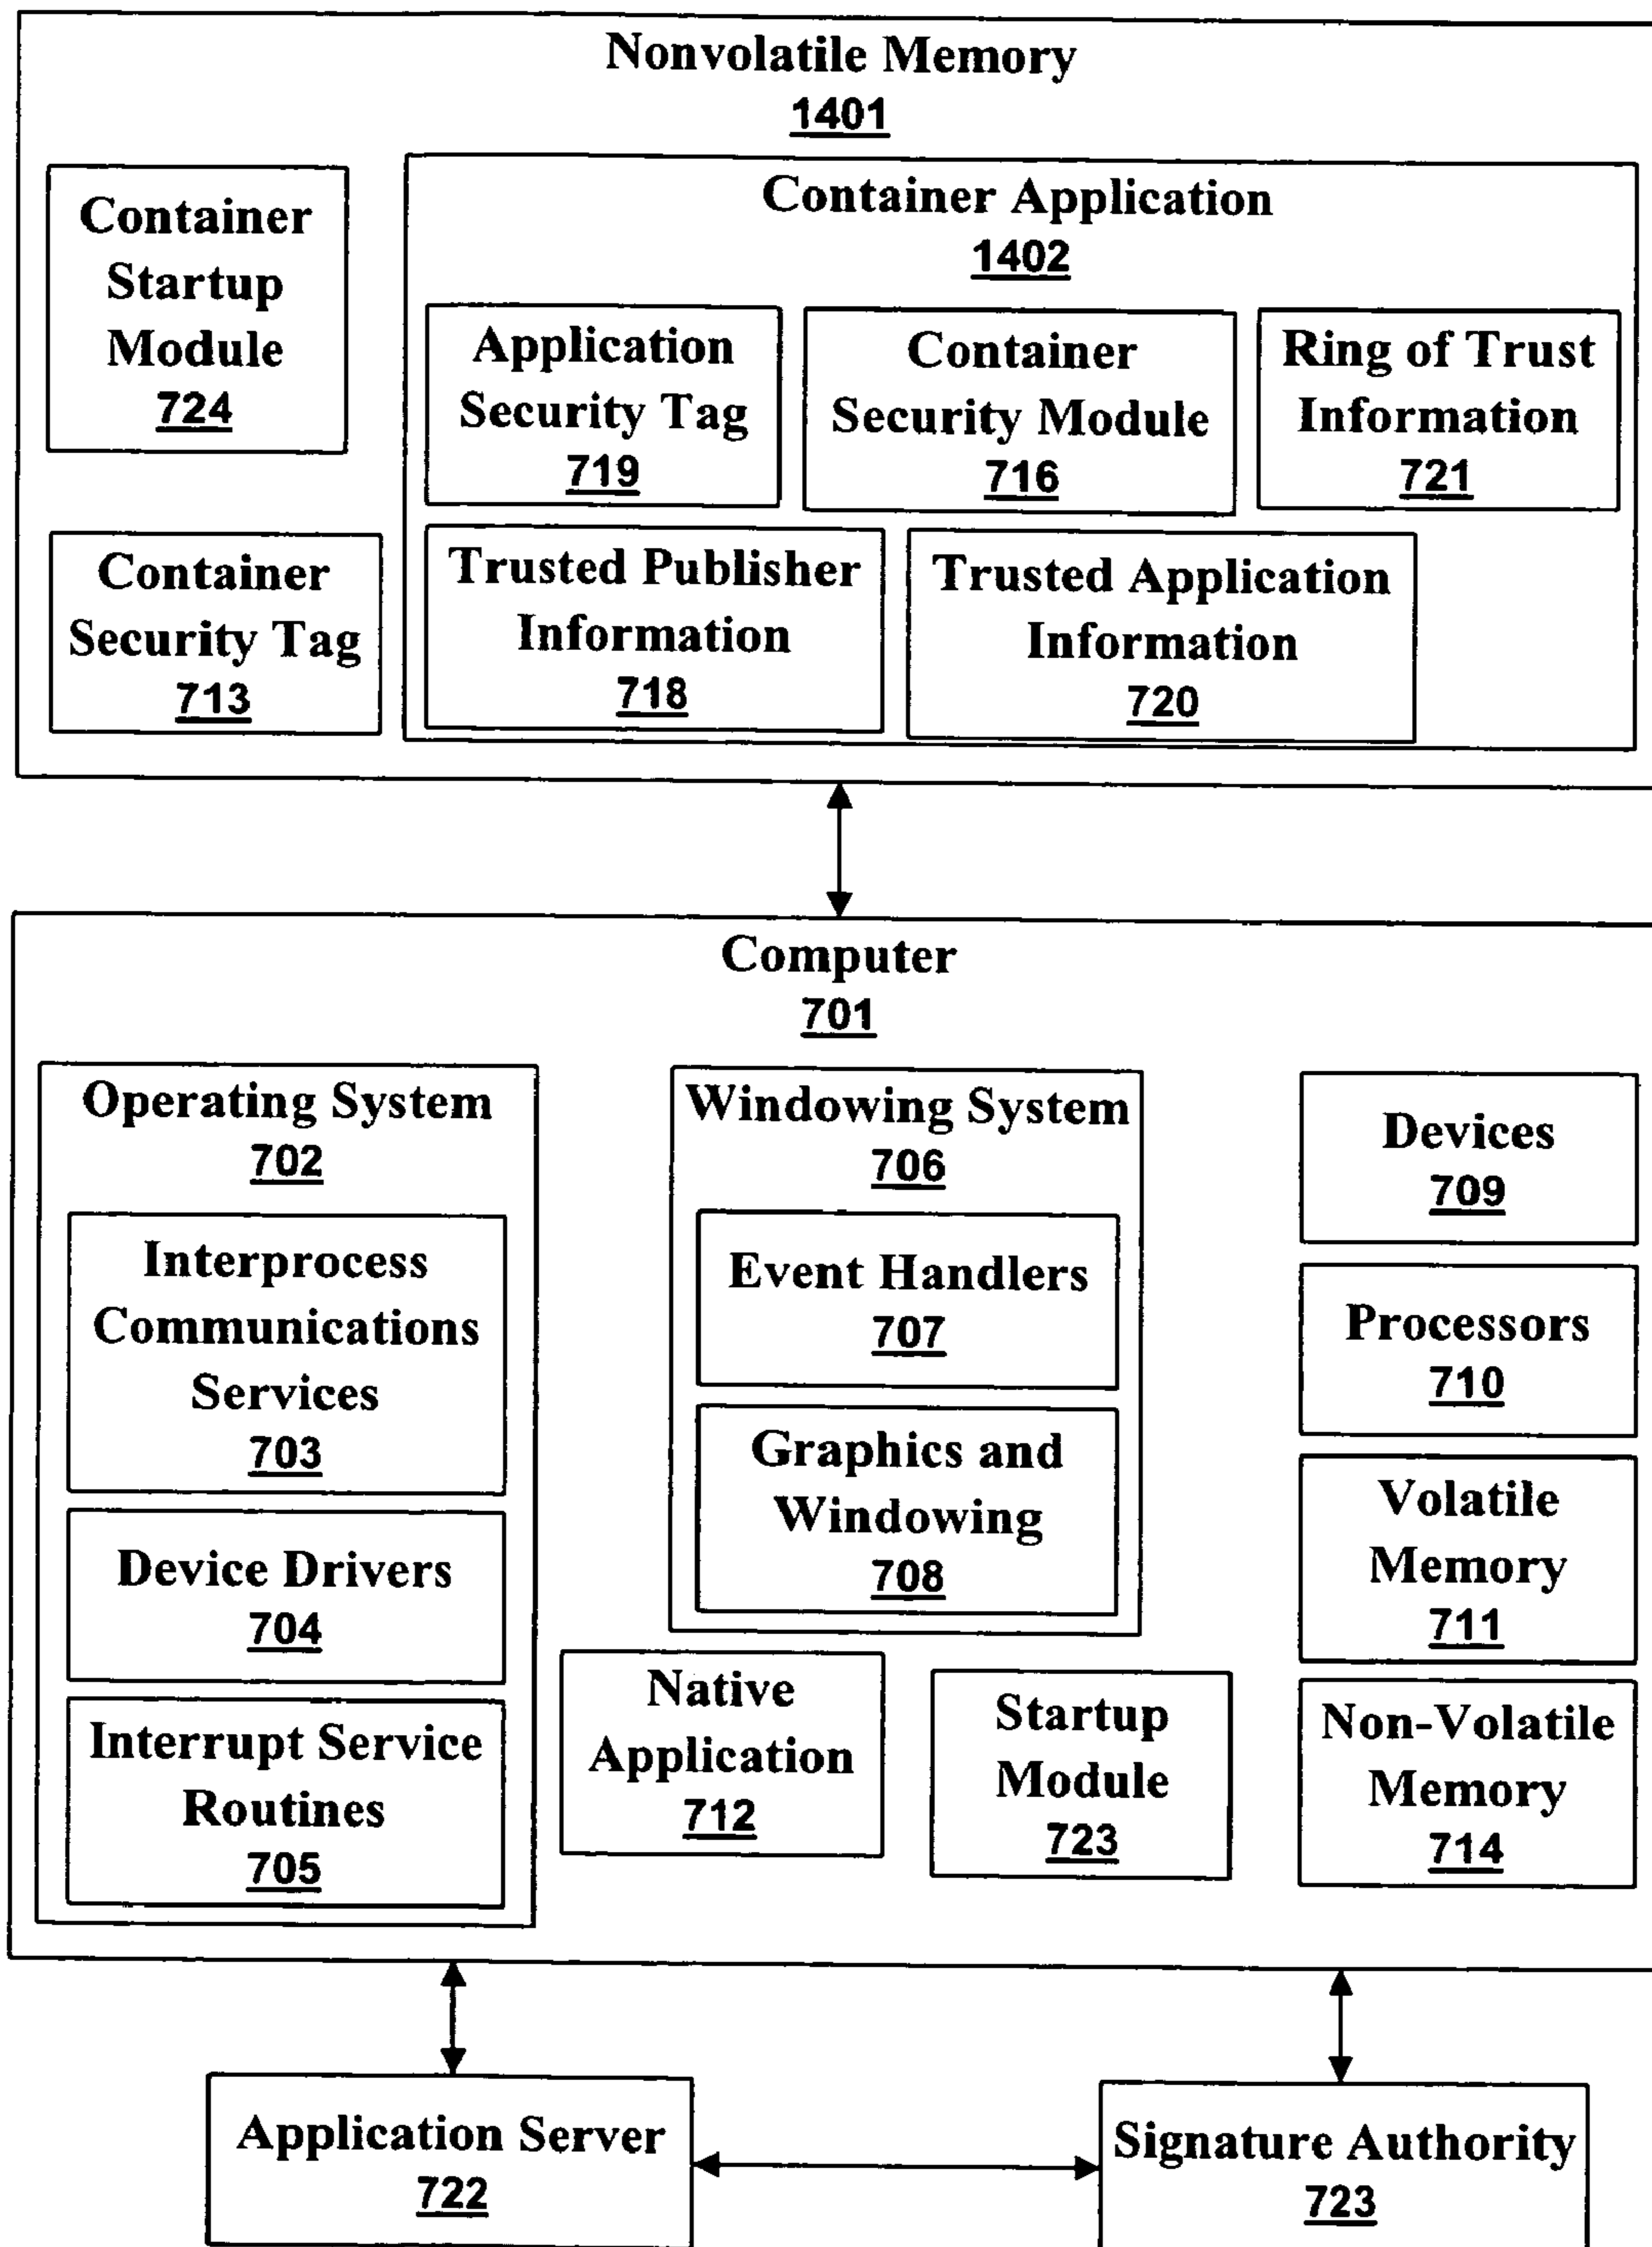 Nonvolatile Memory
1401
Container
Startup
Module
724
Container Application
1402
Application
Security Tag
719
Container
Security Module
716
Ring of Trust
Information
721
Container
Security Tag
713
Trusted Publisher
Information
718
Trusted Application
Information
720
Computer
701
Operating System
702
Interprocess
Communications
Services
703
Device Drivers
704
Interrupt Service
Routines
705
Windowing System
706
Event Handlers
707
Graphics and
Windowing
708
Native
Application
712
Startup
Module
723
Devices
709
Processors
710
Volatile
Memory
711
Non-Volatile
Memory
714
Application Server
722
Signature Authority
723